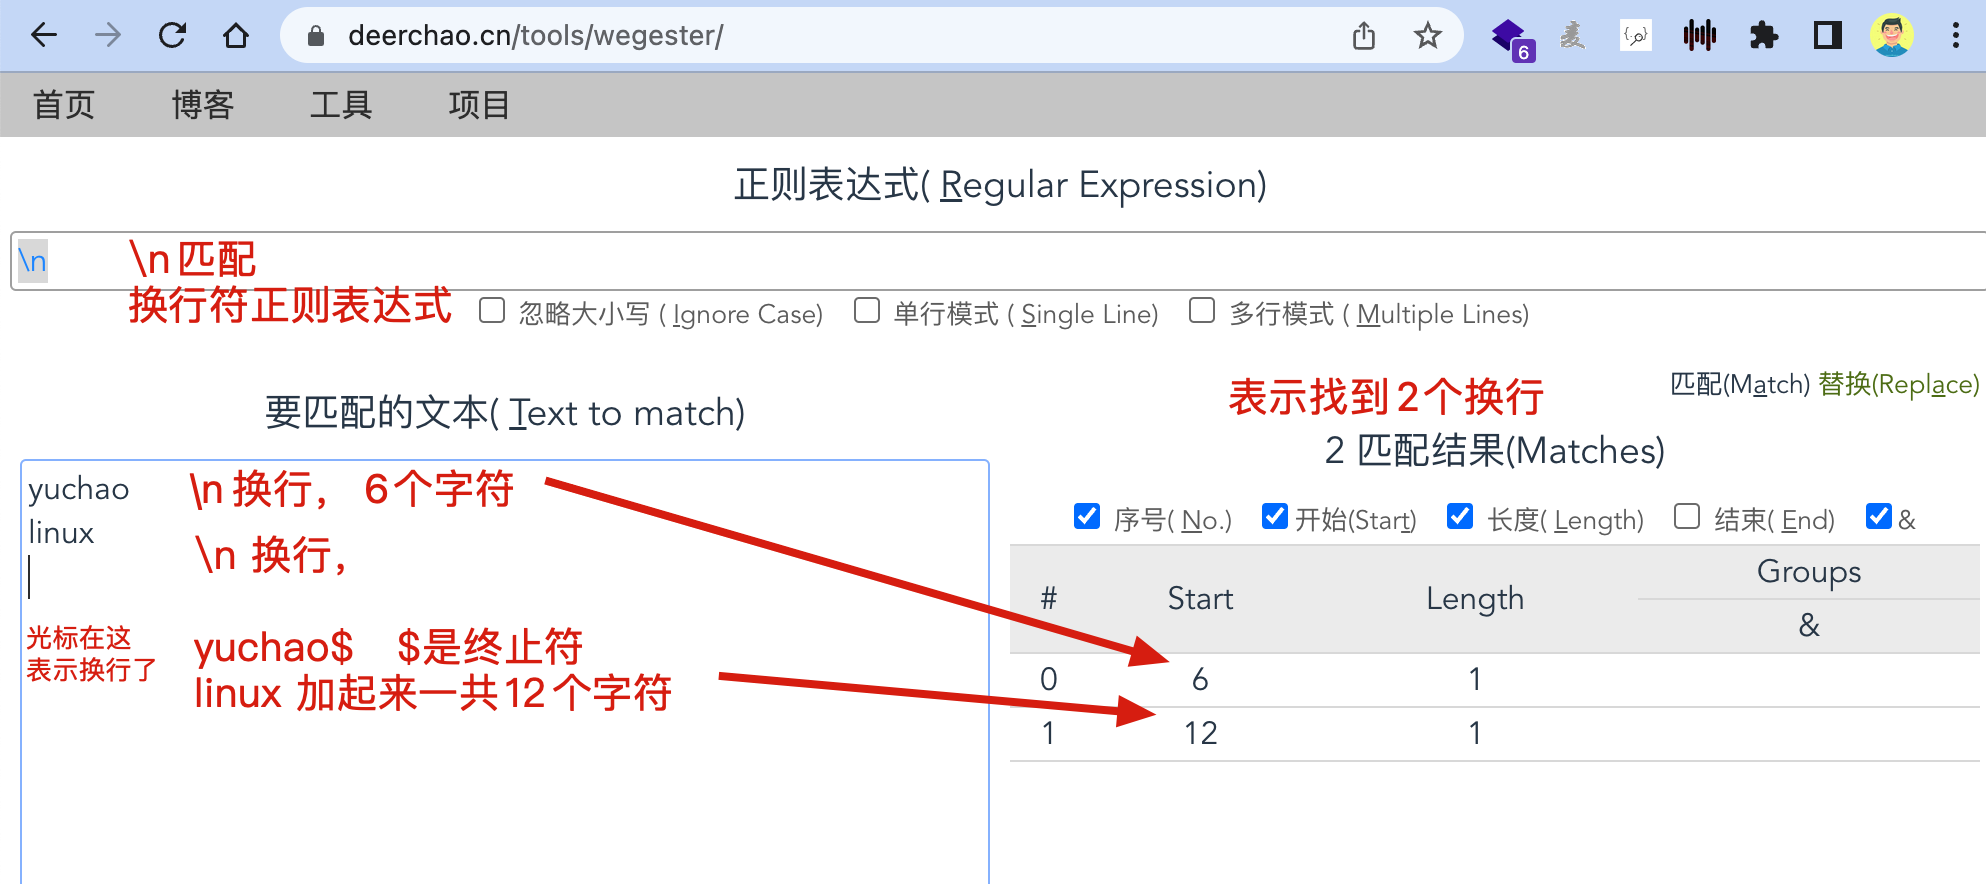 deerchao.cn/tools/wegester/
6
首页 博客 工具 项目
正则表达式( Regular Expression)
\n
\n 匹配
换行符正则表达式
忽略大小写 ( Ignore Case) 单行模式 ( Single Line) 多行模式 ( Multiple Lines)
匹配(Match) 替换(Replace)
表示找到 2个换行
要匹配的文本( Text to match)
2 匹配结果(Matches)
yuchao
\n 换行， 6个字符
linux
\n 换行，
序号( No.) 开始(Start) 长度( Length) 结束( End) &
# Start Length Groups
&
光标在这
表示换行了
yuchao$ $是终止符
linux 加起来一共12个字符
0 6 1
1 12 1